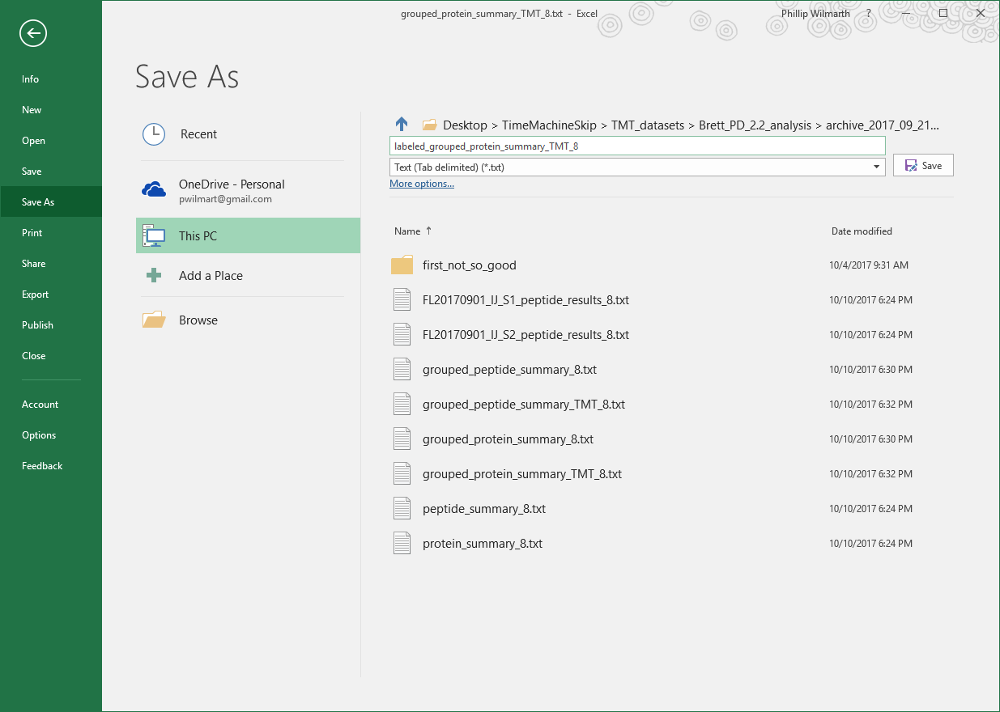 grouped_protein_summary_TMT_8.txt - Excel
Phillip Wilmarth
?
Info
New
Open
Save
Save As
Print
Share
Export
Publish
Close
Account
Options
Feedback
Save As
Recent
OneDrive - Personal
pwilmart@gmail.com
This PC
Add a Place
Browse
Desktop > TimeMachineSkip > TMT_datasets > Brett_PD_2.2_analysis > archive_2017_09_21...
labeled_grouped_protein_summary_TMT_8
Text (Tab delimited) (*.txt)
Save
More options...
Name ↑ Date modified
first_not_so_good 10/4/2017 9:31 AM
FL20170901_IJ_S1_peptide_results_8.txt 10/10/2017 6:24 PM
FL20170901_IJ_S2_peptide_results_8.txt 10/10/2017 6:24 PM
grouped_peptide_summary_8.txt 10/10/2017 6:30 PM
grouped_peptide_summary_TMT_8.txt 10/10/2017 6:32 PM
grouped_protein_summary_8.txt 10/10/2017 6:30 PM
grouped_protein_summary_TMT_8.txt 10/10/2017 6:32 PM
peptide_summary_8.txt 10/10/2017 6:24 PM
protein_summary_8.txt 10/10/2017 6:24 PM